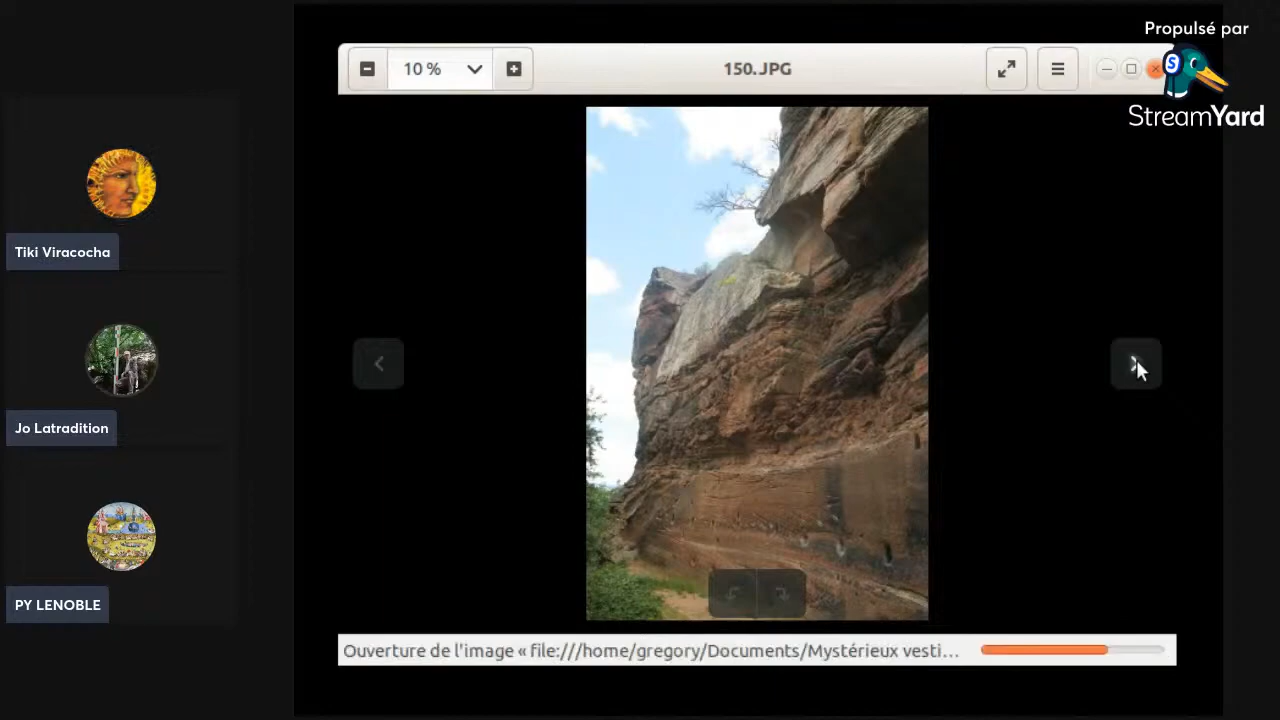 Propulsé par
StreamYard
10 %
150.JPG
Tiki Viracocha
Jo Latradition
PY LENOBLE
Ouverture de l'image « file:///home/gregory/Documents/Mystérieux vesti…